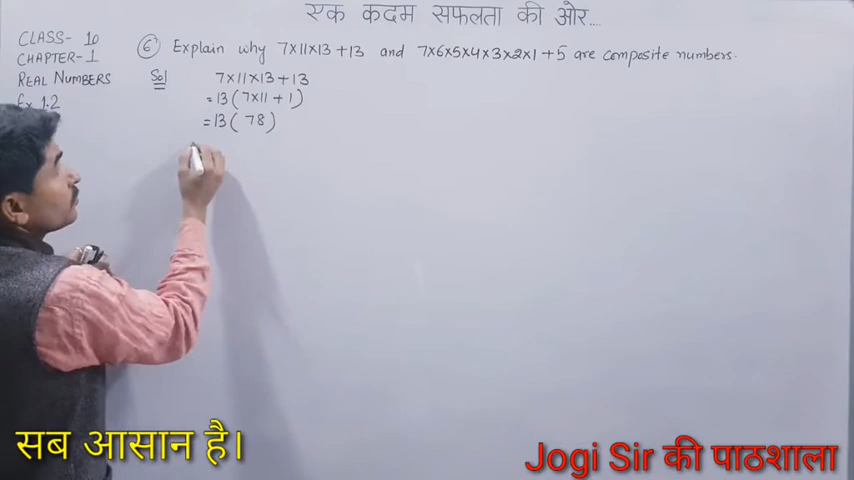 एक कदम सफलता की ओर....
CLASS- 10
CHAPTER-1
REAL NUMBERS
Ex 1.2
6 Explain why 7×11×13+13 and 7×6×5×4×3×2×1+5 are composite numbers.
Sol 7×11×13+13
=13(7×11+1)
=13(78)
सब आसान है।
Jogi Sir की पाठशाला